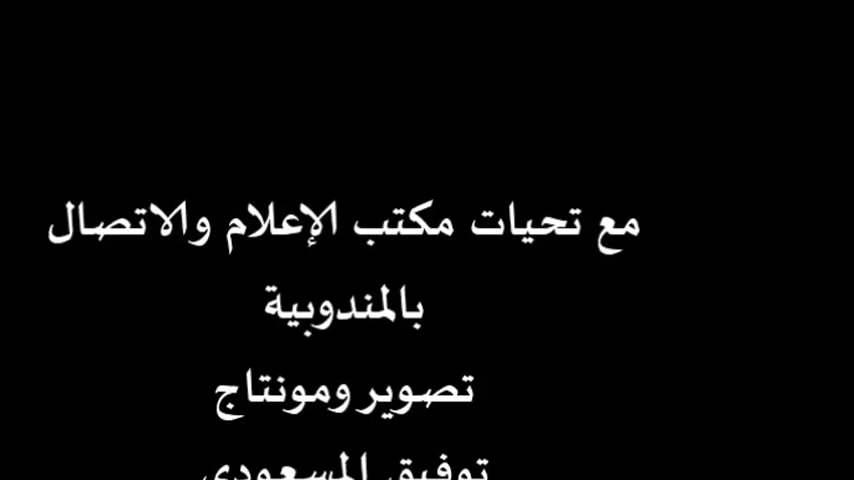 مع تحيات مكتب الإعلام والاتصال
بالمندوبية
تصوير ومونتاج
توفيق المسعودي